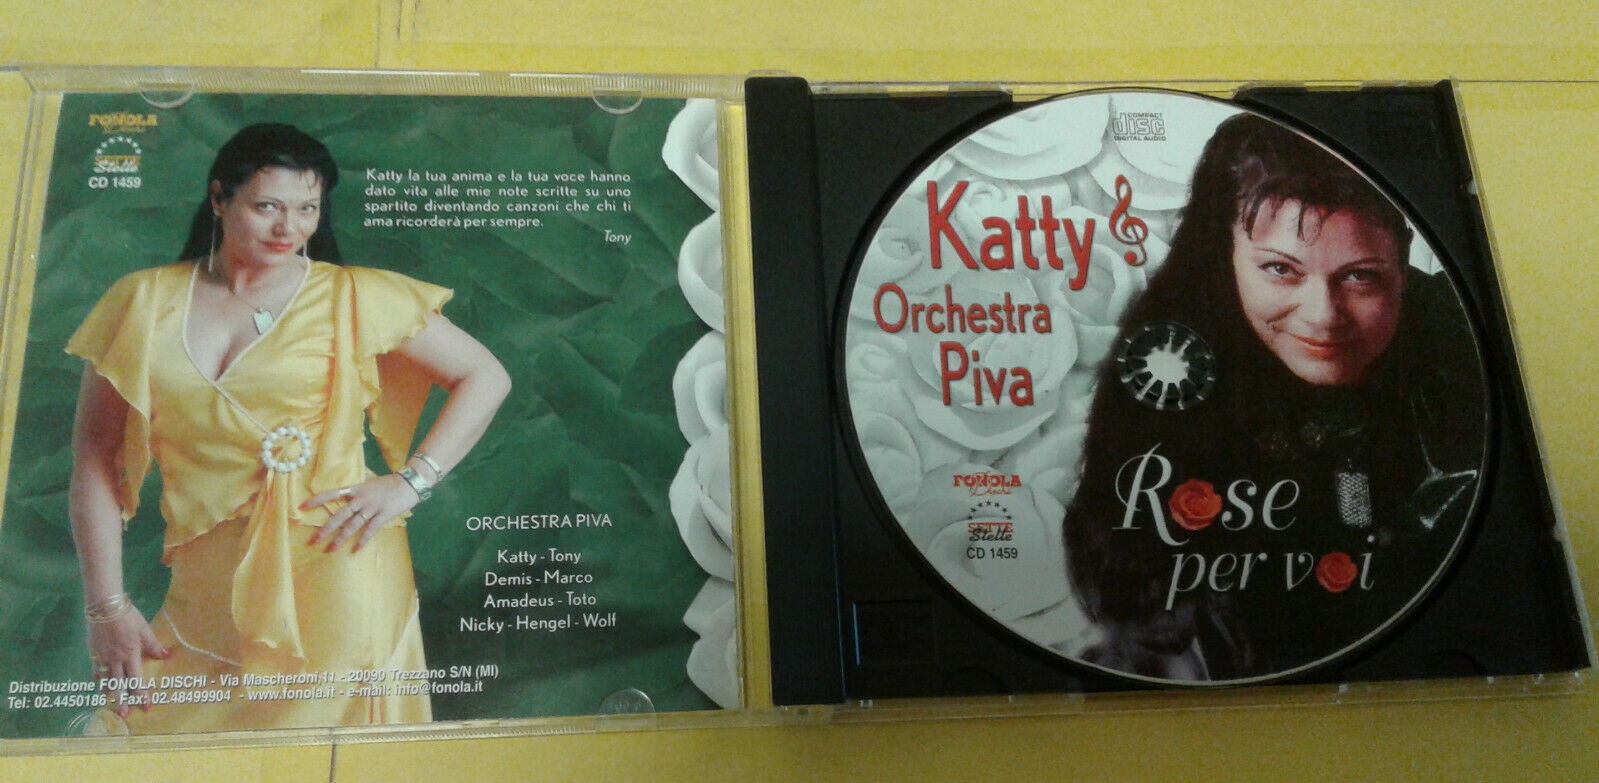 FONOLA
Dischi
SETTE
Stelle
CD 1459
Katty la tua anima e la tua voce hanno
dato vita alle mie note scritte su uno
spartito diventando canzoni che chi ti
ama ricorderà per sempre.
Tony
ORCHESTRA PIVA
Katty - Tony
Demis - Marco
Amadeus - Toto
Nicky - Hengel - Wolf
Distribuzione FONOLA DISCHI - Via Mascheroni,11 - 20090 Trezzano S/N (MI)
Tel: 02.4450186 - Fax: 02.48499904 - www.fonola.it - e-mail: info@fonola.it
COMPACT
disc
DIGITAL AUDIO
Katty
Orchestra
Piva
FONOLA
Dischi
SETTE
Stelle
CD 1459
Rose
per voi